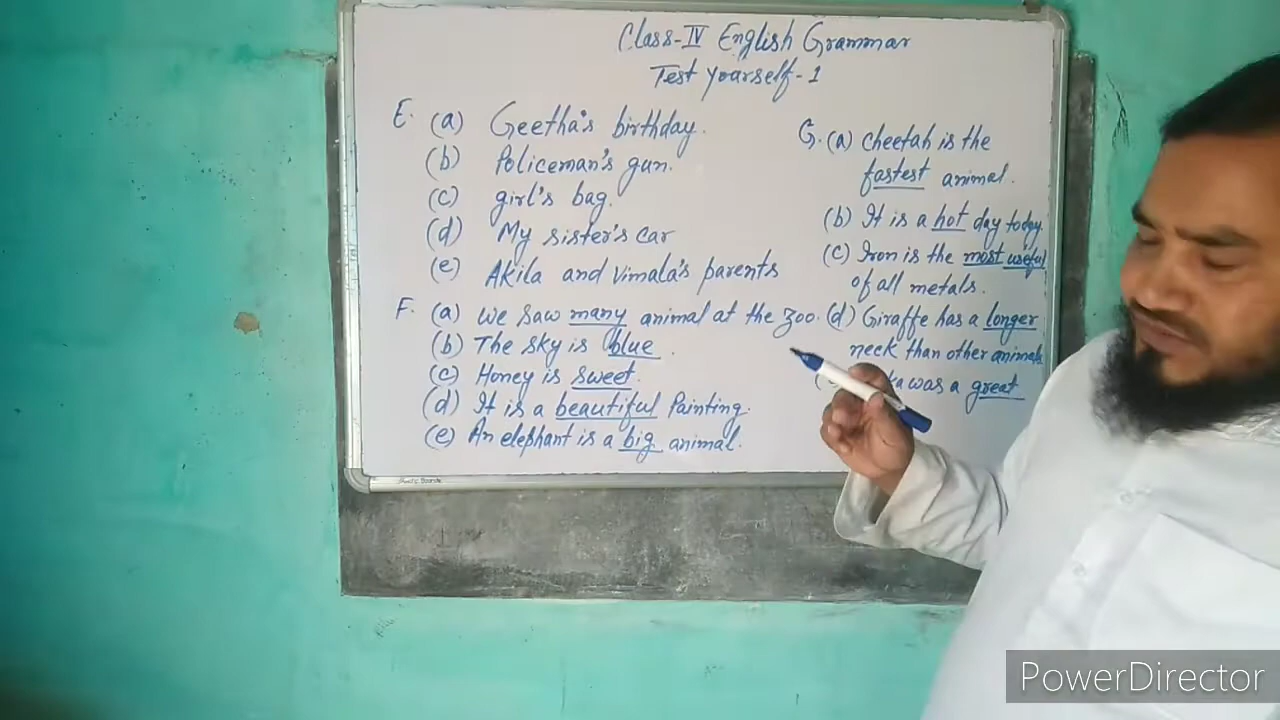 Class-IV English Grammar
Test yourself-1
E. (a) Geetha's birthday.
(b) Policeman's gun.
(c) girl's bag.
(d) My sister's car
(e) Akila and Vimala's parents
F. (a) We saw many animal at the zoo.
(b) The sky is blue.
(c) Honey is sweet.
(d) It is a beautiful Painting.
(e) An elephant is a big animal.
G. (a) Cheetah is the
fastest animal.
(b) It is a hot day today.
(c) Iron is the most useful
of all metals.
(d) Giraffe has a longer
neck than other animals
was a great
PowerDirector